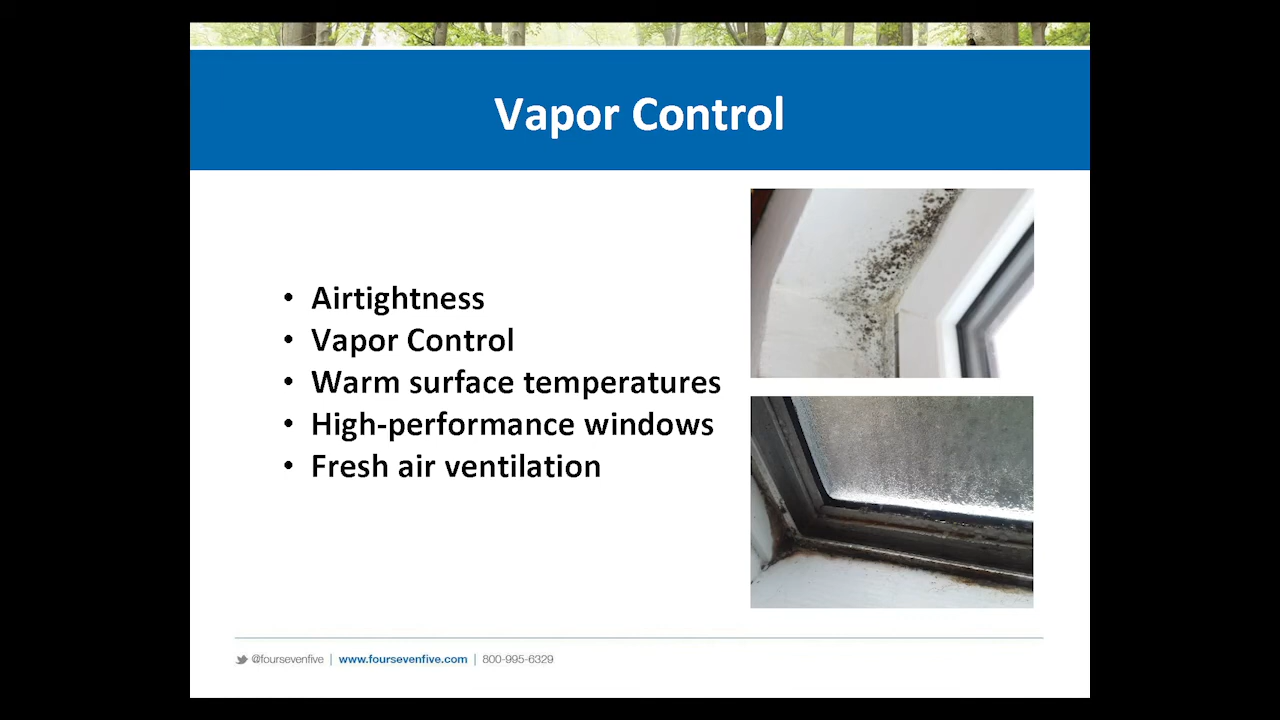 Vapor Control
• Airtightness
• Vapor Control
• Warm surface temperatures
• High-performance windows
• Fresh air ventilation
@foursevenfive | www.foursevenfive.com | 800-995-6329